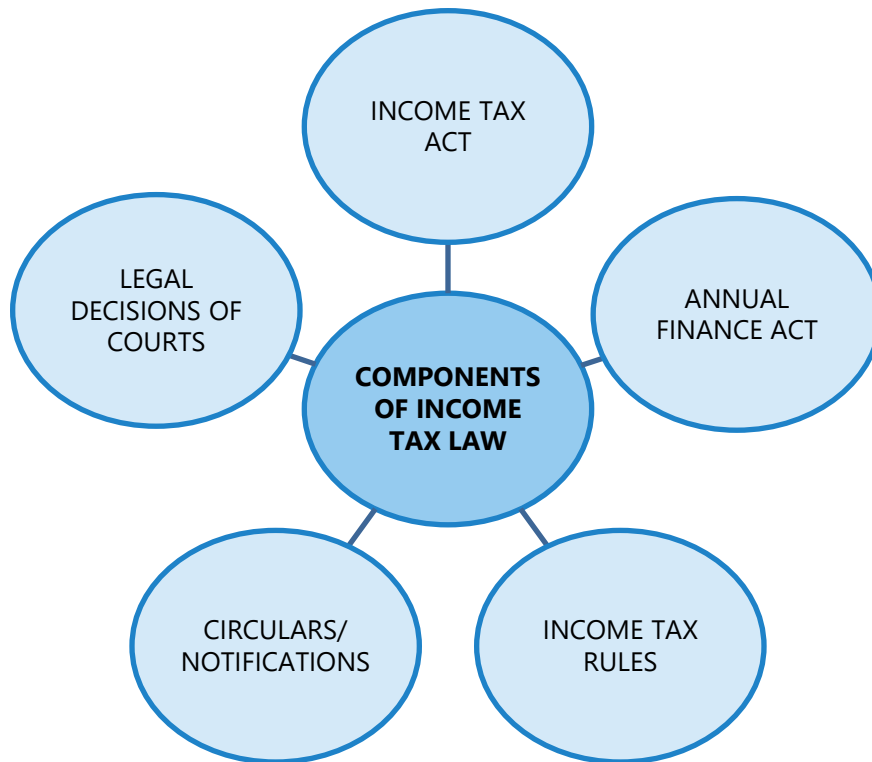 INCOME TAX
ACT
LEGAL
DECISIONS OF
COURTS
ANNUAL
FINANCE ACT
COMPONENTS
OF INCOME
TAX LAW
CIRCULARS/
NOTIFICATIONS
INCOME TAX
RULES